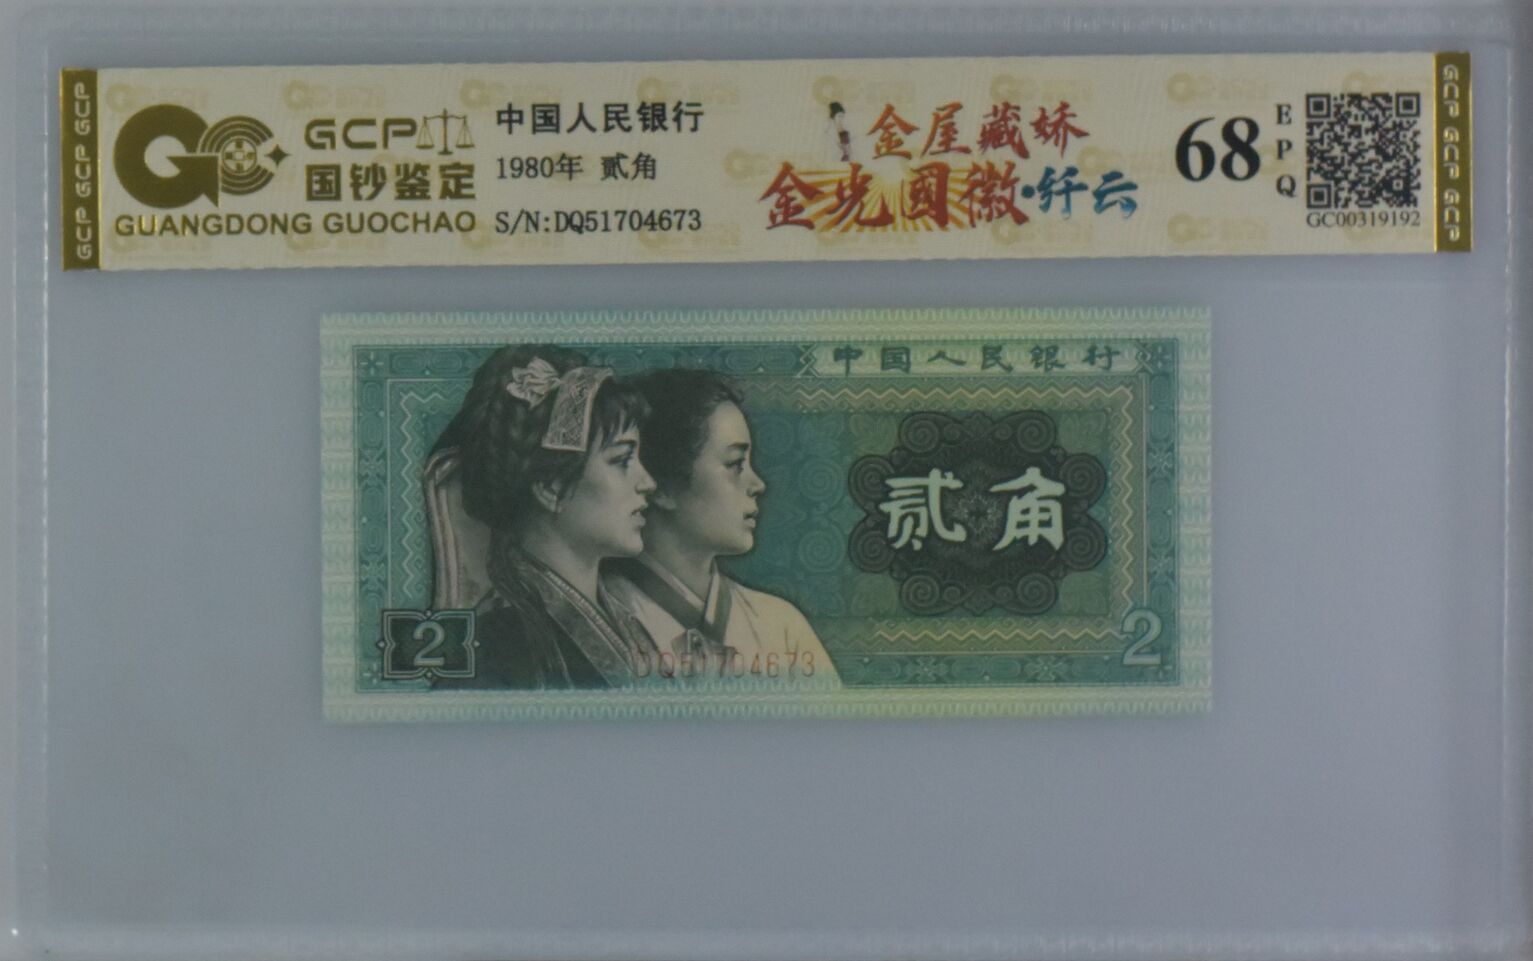 GCP GCP GCP
GCP
国钞鉴定
GUANGDONG GUOCHAO
中国人民银行
1980年 贰角
S/N:DQ51704673
金屋藏娇
金光國徽·纤云
68
EPQ
GC00319192
GCP GCP GCP
中国人民银行
贰角
2
2
DQ51704673